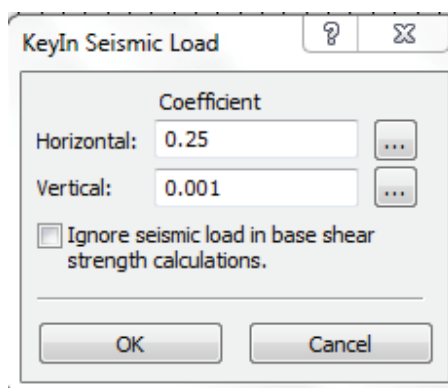 KeyIn Seismic Load
Coefficient
Horizontal: 0.25 ...
Vertical: 0.001 ...
Ignore seismic load in base shear
strength calculations.
OK Cancel